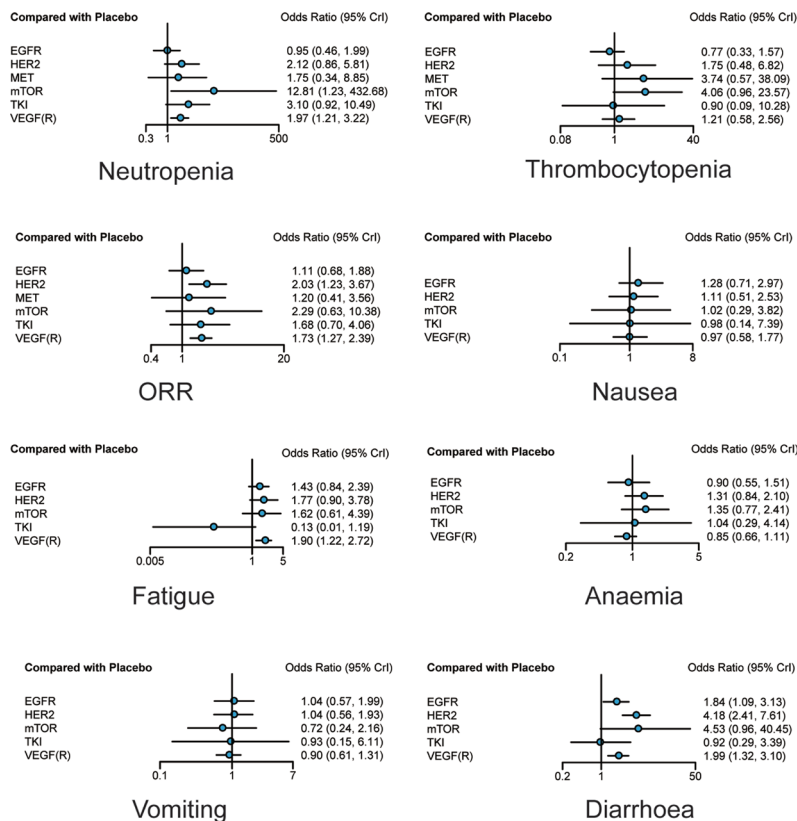 Compared with Placebo Odds Ratio (95% CrI)
EGFR 0.95 (0.46, 1.99)
HER2 2.12 (0.86, 5.81)
MET 1.75 (0.34, 8.85)
mTOR 12.81 (1.23, 432.68)
TKI 3.10 (0.92, 10.49)
VEGF(R) 1.97 (1.21, 3.22)
0.3 1 500
Neutropenia
Compared with Placebo Odds Ratio (95% CrI)
EGFR 0.77 (0.33, 1.57)
HER2 1.75 (0.48, 6.82)
MET 3.74 (0.57, 38.09)
mTOR 4.06 (0.96, 23.57)
TKI 0.90 (0.09, 10.28)
VEGF(R) 1.21 (0.58, 2.56)
0.08 1 40
Thrombocytopenia
Compared with Placebo Odds Ratio (95% CrI)
EGFR 1.11 (0.68, 1.88)
HER2 2.03 (1.23, 3.67)
MET 1.20 (0.41, 3.56)
mTOR 2.29 (0.63, 10.38)
TKI 1.68 (0.70, 4.06)
VEGF(R) 1.73 (1.27, 2.39)
0.4 1 20
ORR
Compared with Placebo Odds Ratio (95% CrI)
EGFR 1.28 (0.71, 2.97)
HER2 1.11 (0.51, 2.53)
mTOR 1.02 (0.29, 3.82)
TKI 0.98 (0.14, 7.39)
VEGF(R) 0.97 (0.58, 1.77)
0.1 1 8
Nausea
Compared with Placebo Odds Ratio (95% CrI)
EGFR 1.43 (0.84, 2.39)
HER2 1.77 (0.90, 3.78)
mTOR 1.62 (0.61, 4.39)
TKI 0.13 (0.01, 1.19)
VEGF(R) 1.90 (1.22, 2.72)
0.005 1 5
Fatigue
Compared with Placebo Odds Ratio (95% CrI)
EGFR 0.90 (0.55, 1.51)
HER2 1.31 (0.84, 2.10)
mTOR 1.35 (0.77, 2.41)
TKI 1.04 (0.29, 4.14)
VEGF(R) 0.85 (0.66, 1.11)
0.2 1 5
Anaemia
Compared with Placebo Odds Ratio (95% CrI)
EGFR 1.04 (0.57, 1.99)
HER2 1.04 (0.56, 1.93)
mTOR 0.72 (0.24, 2.16)
TKI 0.93 (0.15, 6.11)
VEGF(R) 0.90 (0.61, 1.31)
0.1 1 7
Vomiting
Compared with Placebo Odds Ratio (95% CrI)
EGFR 1.84 (1.09, 3.13)
HER2 4.18 (2.41, 7.61)
mTOR 4.53 (0.96, 40.45)
TKI 0.92 (0.29, 3.39)
VEGF(R) 1.99 (1.32, 3.10)
0.2 1 50
Diarrhoea